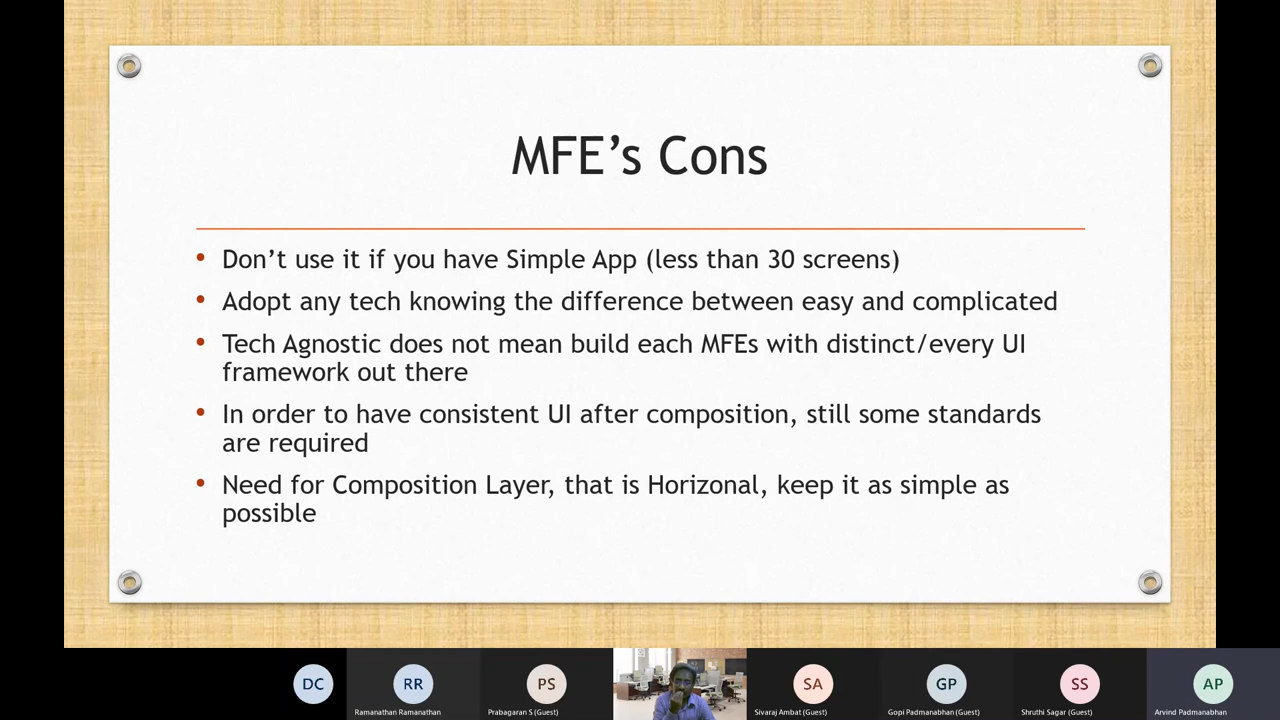 MFE’s Cons
• Don’t use it if you have Simple App (less than 30 screens)
• Adopt any tech knowing the difference between easy and complicated
• Tech Agnostic does not mean build each MFEs with distinct/every UI
framework out there
• In order to have consistent UI after composition, still some standards
are required
• Need for Composition Layer, that is Horizonal, keep it as simple as
possible
DC
RR
PS
SA
GP
SS
AP
Ramanathan Ramanathan
Prabagaran S (Guest)
Sivaraj Ambat (Guest)
Gopi Padmanabhan (Guest)
Shruthi Sagar (Guest)
Arvind Padmanabhan